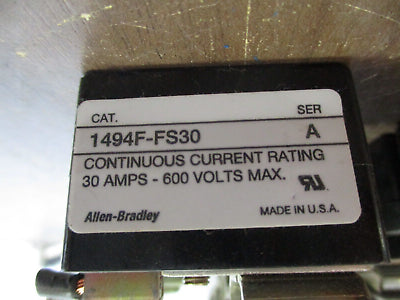 CAT. SER
1494F-FS30 A
CONTINUOUS CURRENT RATING
30 AMPS - 600 VOLTS MAX.
Allen-Bradley MADE IN U.S.A.